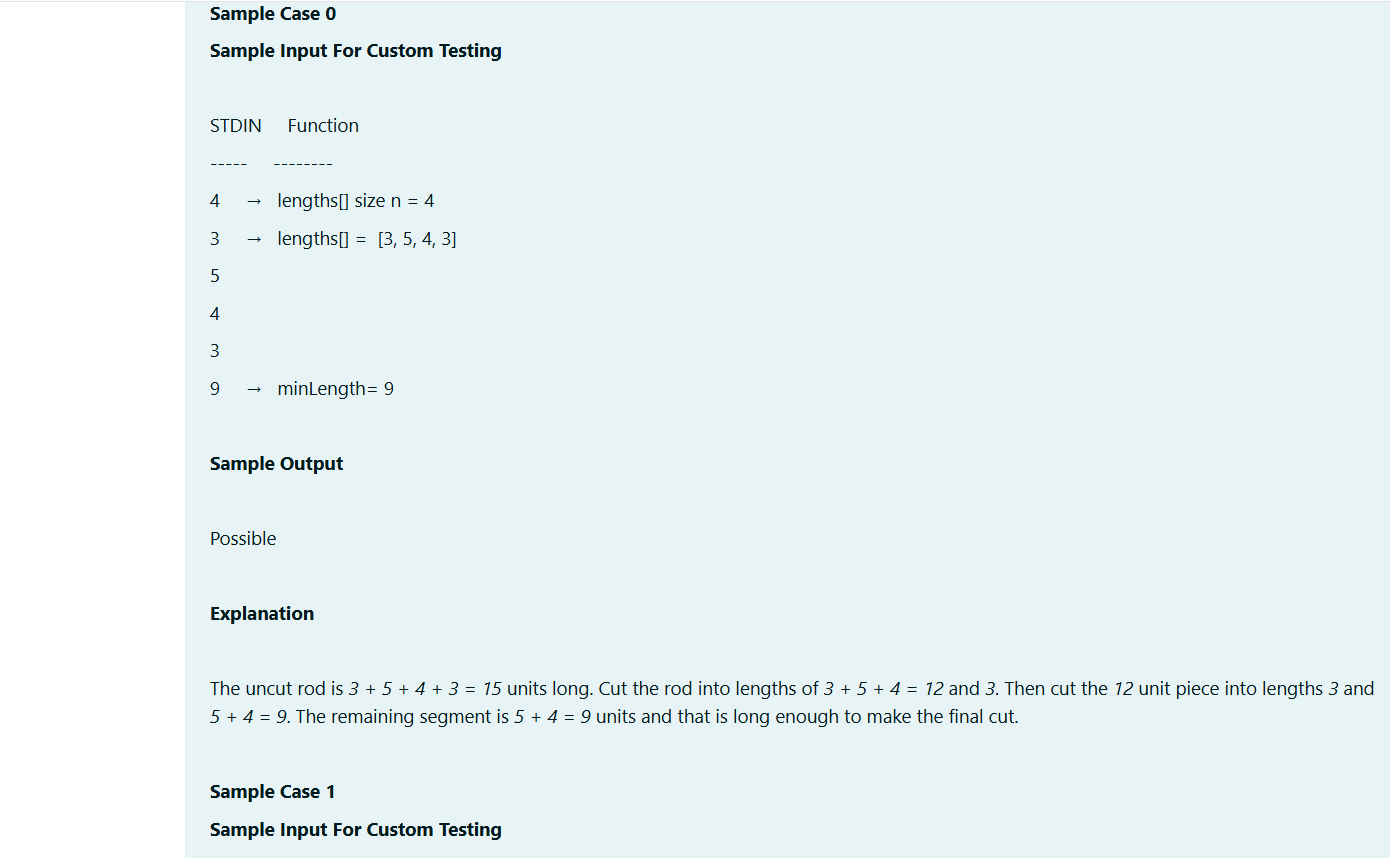 Sample Case 0
Sample Input For Custom Testing
STDIN Function
----- --------
4 → lengths[] size n = 4
3 → lengths[] = [3, 5, 4, 3]
5
4
3
9 → minLength= 9
Sample Output
Possible
Explanation
The uncut rod is 3 + 5 + 4 + 3 = 15 units long. Cut the rod into lengths of 3 + 5 + 4 = 12 and 3. Then cut the 12 unit piece into lengths 3 and
5 + 4 = 9. The remaining segment is 5 + 4 = 9 units and that is long enough to make the final cut.
Sample Case 1
Sample Input For Custom Testing